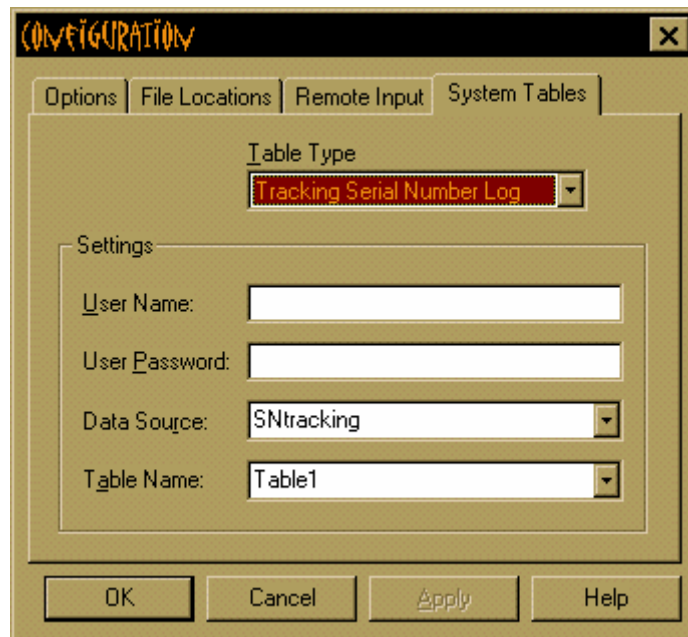 CONFIGURATION
Options File Locations Remote Input System Tables
Table Type
Tracking Serial Number Log
Settings
User Name:
User Password:
Data Source: SNtracking
Table Name: Table1
OK Cancel Apply Help